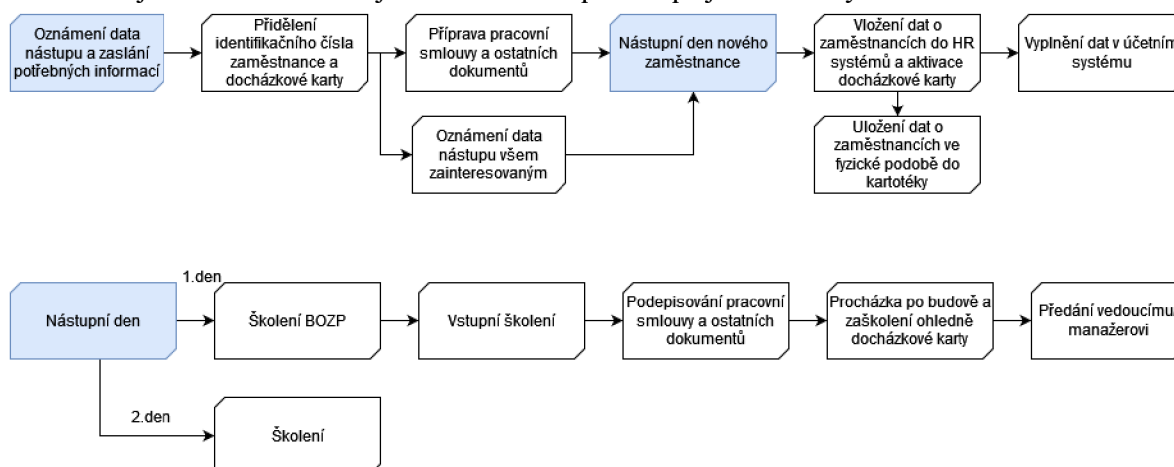 Oznámení data
nástupu a zaslání
potřebných informací
Přidělení
identifikačního čísla
zaměstnance a
docházkové karty
Příprava pracovní
smlouvy a ostatních
dokumentů
Nástupní den nového
zaměstnance
Vložení dat o
zaměstnancích do HR
systémů a aktivace
docházkové karty
Vyplnění dat v účetním
systému
Oznámení data
nástupu všem
zainteresovaným
Uložení dat o
zaměstnancích ve
fyzické podobě do
kartotéky
1.den
Nástupní den
Školení BOZP
Vstupní školení
Podepisování pracovní
smlouvy a ostatních
dokumentů
Procházka po budově a
zaškolení ohledně
docházkové karty
Předání vedoucímu/
manažerovi
2.den
Školení